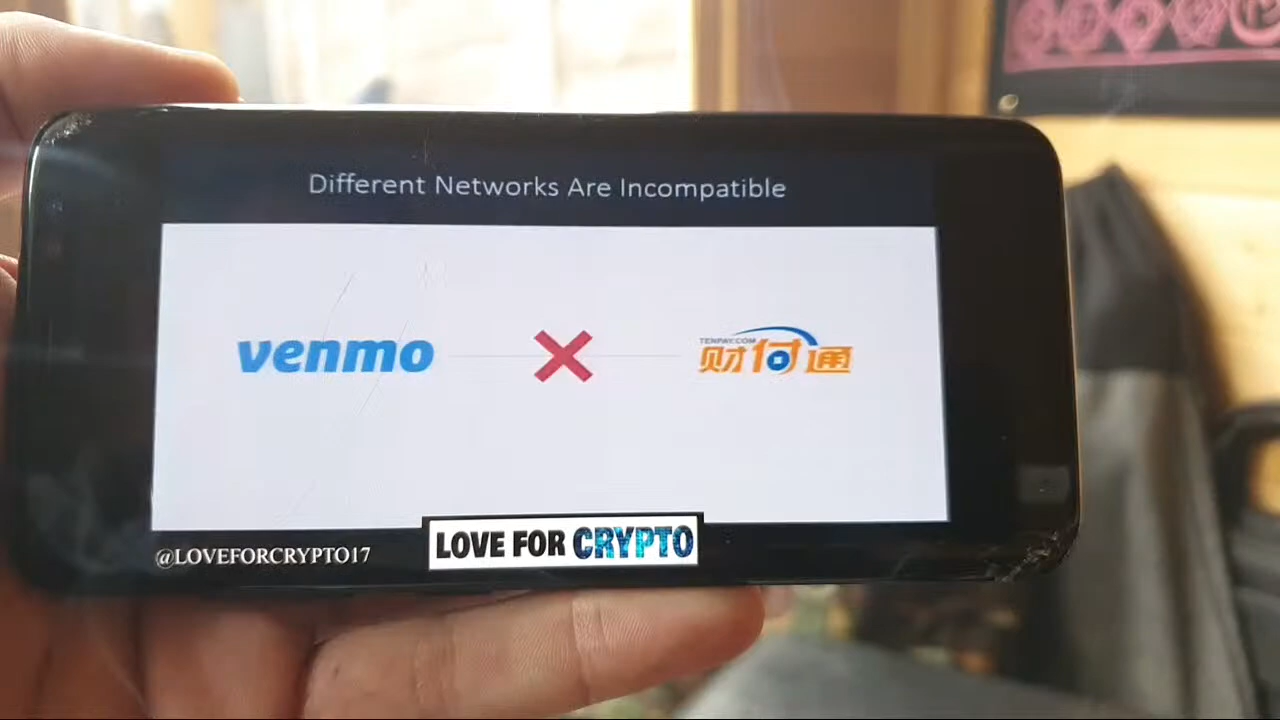 Different Networks Are Incompatible
venmo
TENPAY.COM
财付通
@LOVEFORCRYPTO17
LOVE FOR CRYPTO